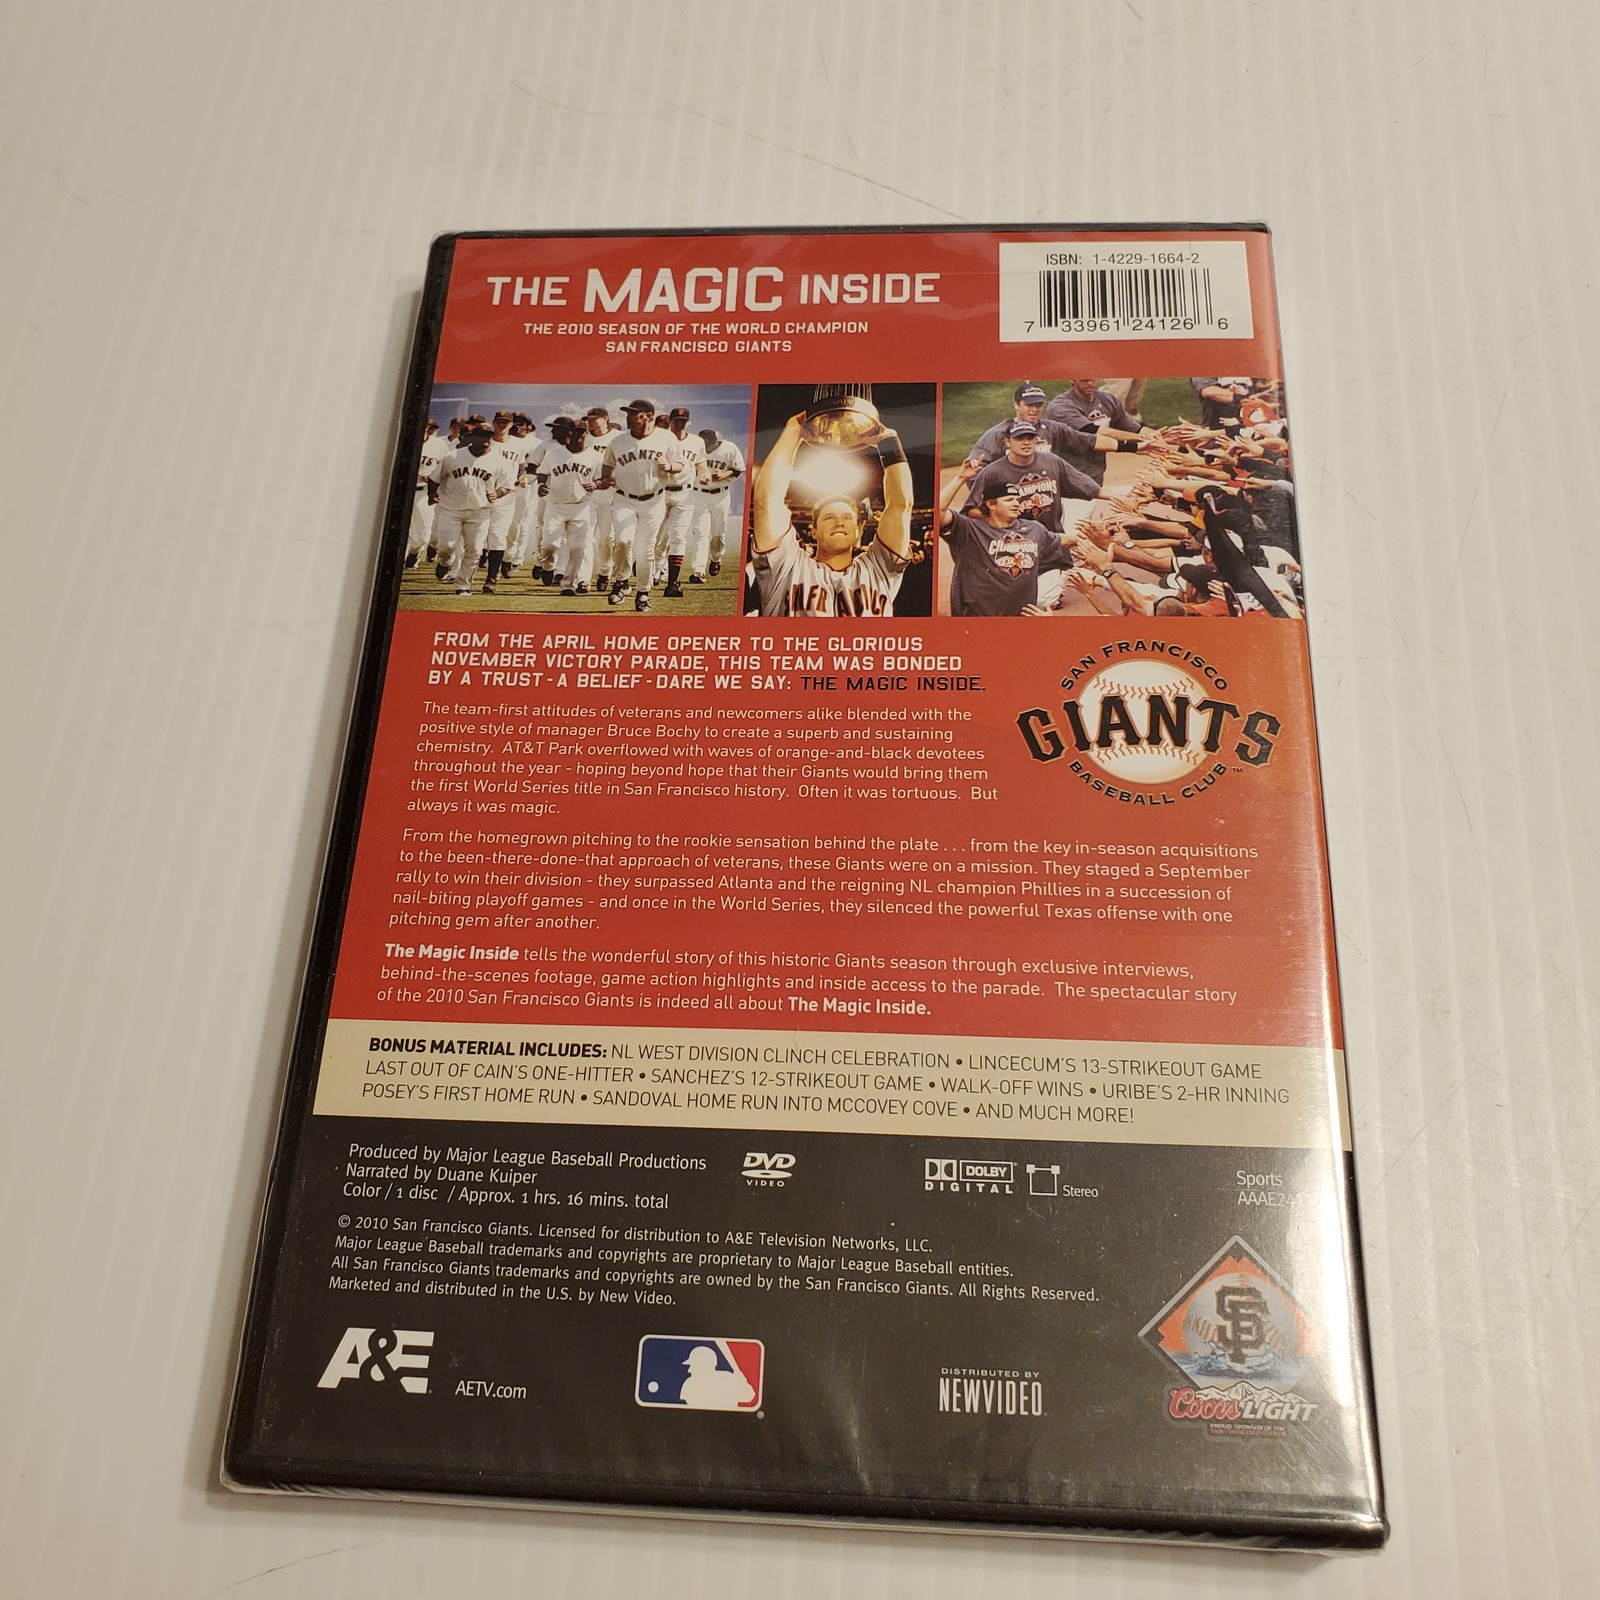 THE MAGIC INSIDE
THE 2010 SEASON OF THE WORLD CHAMPION
SAN FRANCISCO GIANTS
ISBN: 1-4229-1664-2
7 33961 24126 6
GIANTS
GIANTS
GIANTS
CHAMPIONS
FROM THE APRIL HOME OPENER TO THE GLORIOUS
NOVEMBER VICTORY PARADE, THIS TEAM WAS BONDED
BY A TRUST - A BELIEF - DARE WE SAY: THE MAGIC INSIDE.
The team-first attitudes of veterans and newcomers alike blended with the
positive style of manager Bruce Bochy to create a superb and sustaining
chemistry. AT&T Park overflowed with waves of orange-and-black devotees
throughout the year - hoping beyond hope that their Giants would bring them
the first World Series title in San Francisco history. Often it was tortuous. But
always it was magic.
SAN FRANCISCO
GIANTS
BASEBALL CLUB ™
From the homegrown pitching to the rookie sensation behind the plate . . . from the key in-season acquisitions
to the been-there-done-that approach of veterans, these Giants were on a mission. They staged a September
rally to win their division - they surpassed Atlanta and the reigning NL champion Phillies in a succession of
nail-biting playoff games - and once in the World Series, they silenced the powerful Texas offense with one
pitching gem after another.
The Magic Inside tells the wonderful story of this historic Giants season through exclusive interviews,
behind-the-scenes footage, game action highlights and inside access to the parade. The spectacular story
of the 2010 San Francisco Giants is indeed all about The Magic Inside.
BONUS MATERIAL INCLUDES: NL WEST DIVISION CLINCH CELEBRATION • LINCECUM'S 13-STRIKEOUT GAME
LAST OUT OF CAIN'S ONE-HITTER • SANCHEZ'S 12-STRIKEOUT GAME • WALK-OFF WINS • URIBE'S 2-HR INNING
POSEY'S FIRST HOME RUN • SANDOVAL HOME RUN INTO MCCOVEY COVE • AND MUCH MORE!
Produced by Major League Baseball Productions
Narrated by Duane Kuiper
Color / 1 disc / Approx. 1 hrs. 16 mins. total
DVD
VIDEO
DOLBY
DIGITAL
Stereo
Sports
© 2010 San Francisco Giants. Licensed for distribution to A&E Television Networks, LLC.
Major League Baseball trademarks and copyrights are proprietary to Major League Baseball entities.
All San Francisco Giants trademarks and copyrights are owned by the San Francisco Giants. All Rights Reserved.
Marketed and distributed in the U.S. by New Video.
A&E
AETV.com
DISTRIBUTED BY
NEWVIDEO
SF
Coors LIGHT
PROUD SPONSOR OF THE
SAN FRANCISCO GIANTS